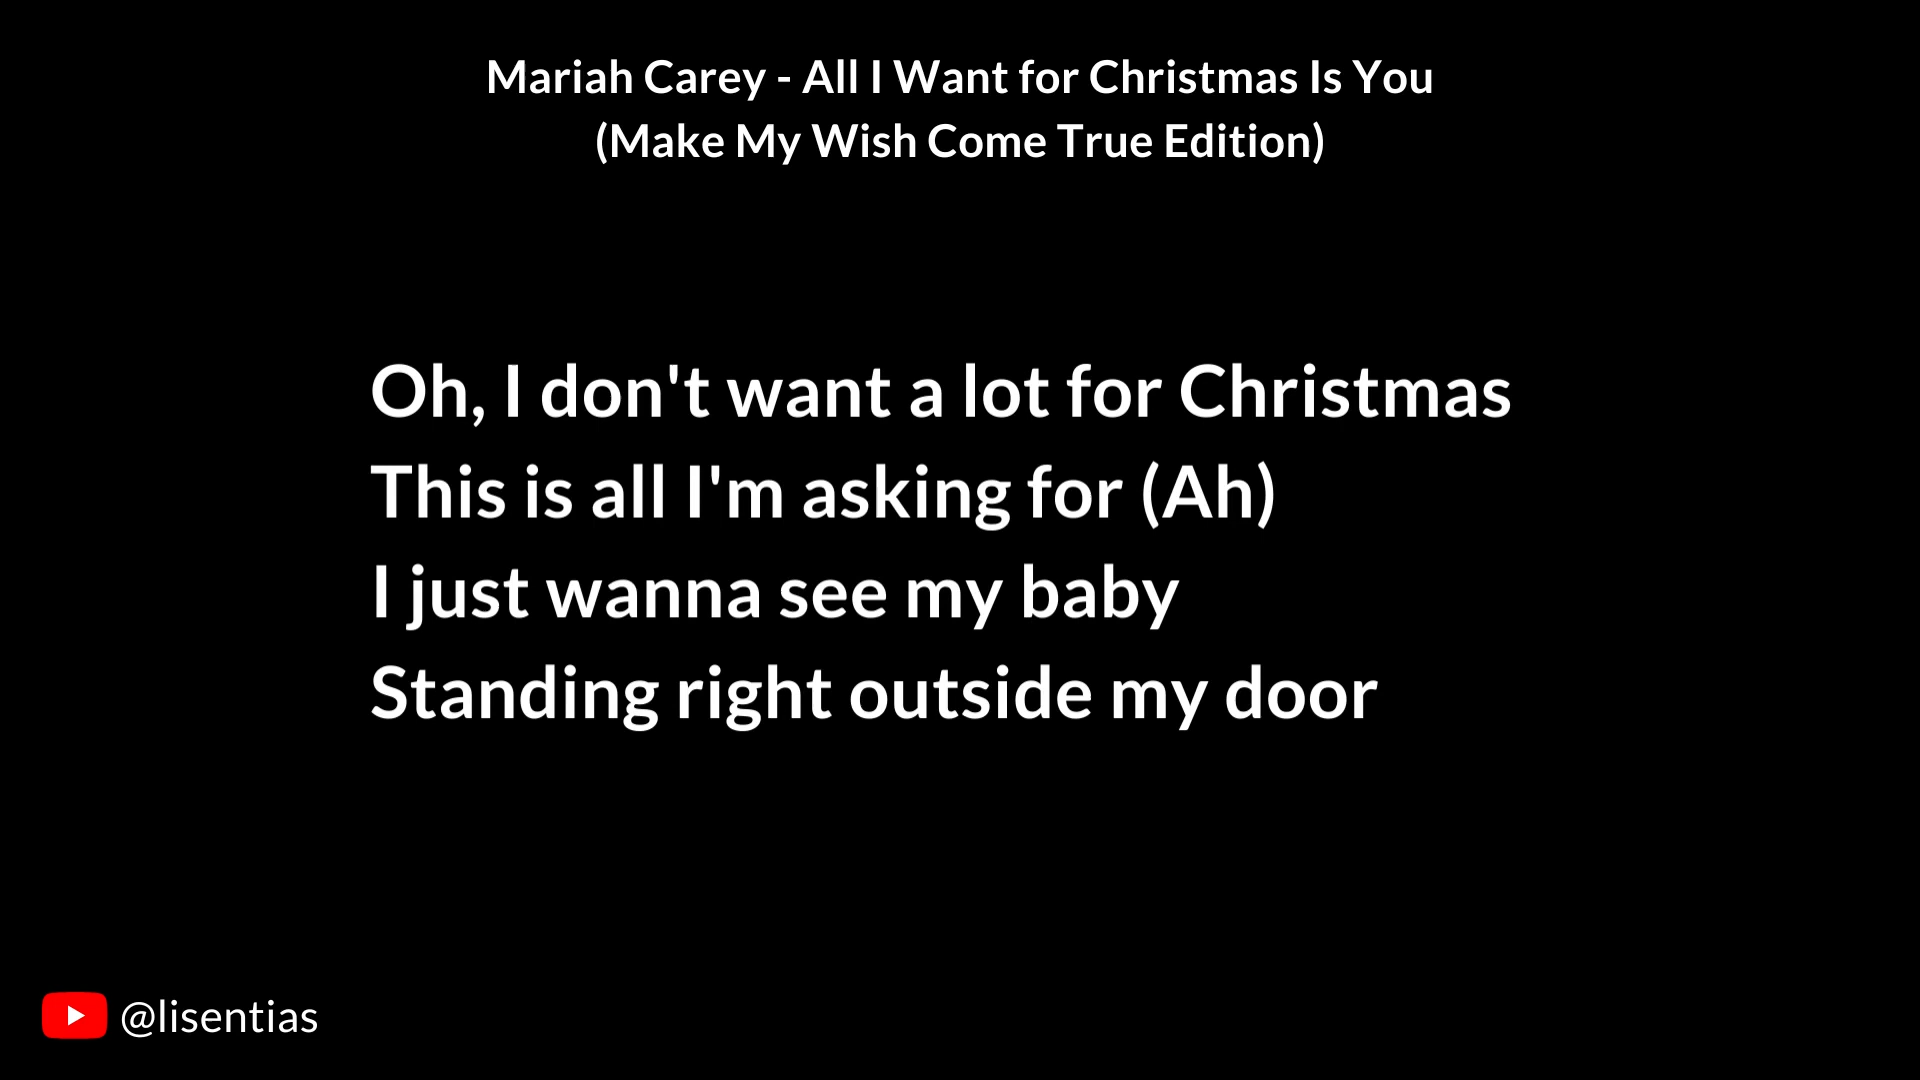 Mariah Carey - All I Want for Christmas Is You
(Make My Wish Come True Edition)
Oh, I don't want a lot for Christmas
This is all I'm asking for (Ah)
I just wanna see my baby
Standing right outside my door
@lisentias